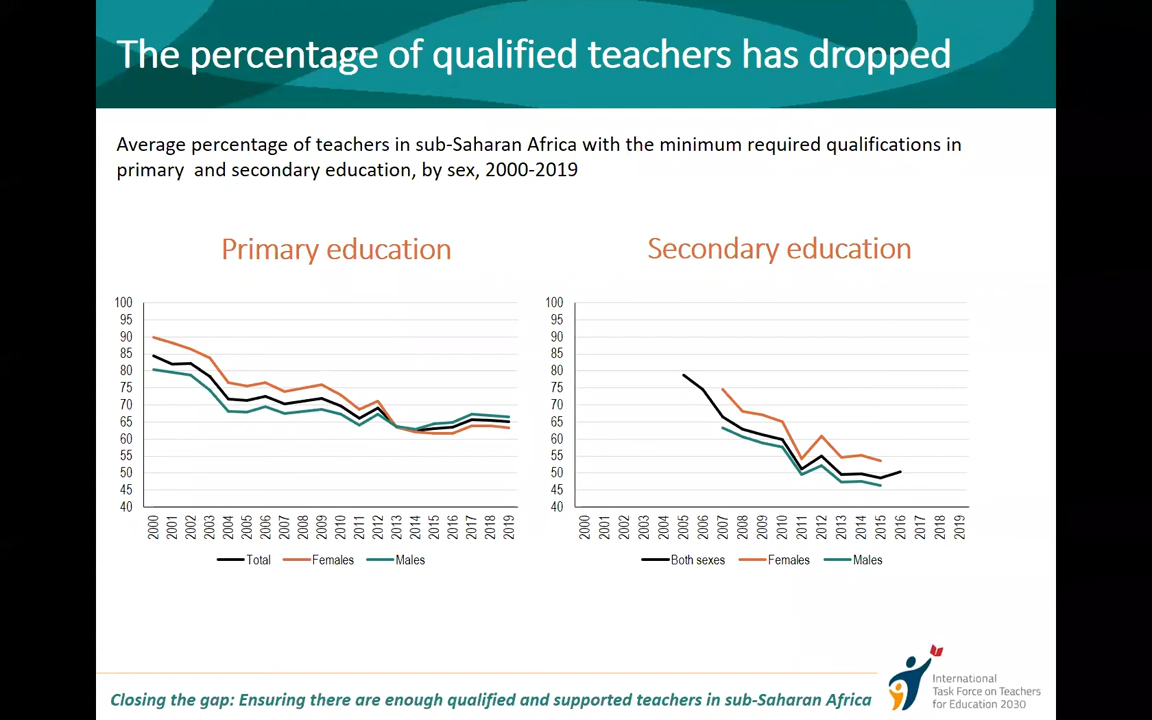 The percentage of qualified teachers has dropped
Average percentage of teachers in sub-Saharan Africa with the minimum required qualifications in
primary and secondary education, by sex, 2000-2019
Primary education
100
95
90
85
80
75
70
65
60
55
50
45
40
2000 2001 2002 2003 2004 2005 2006 2007 2008 2009 2010 2011 2012 2013 2014 2015 2016 2017 2018 2019
Total Females Males
Secondary education
100
95
90
85
80
75
70
65
60
55
50
45
40
2000 2001 2002 2003 2004 2005 2006 2007 2008 2009 2010 2011 2012 2013 2014 2015 2016 2017 2018 2019
Both sexes Females Males
Closing the gap: Ensuring there are enough qualified and supported teachers in sub-Saharan Africa
International
Task Force on Teachers
for Education 2030